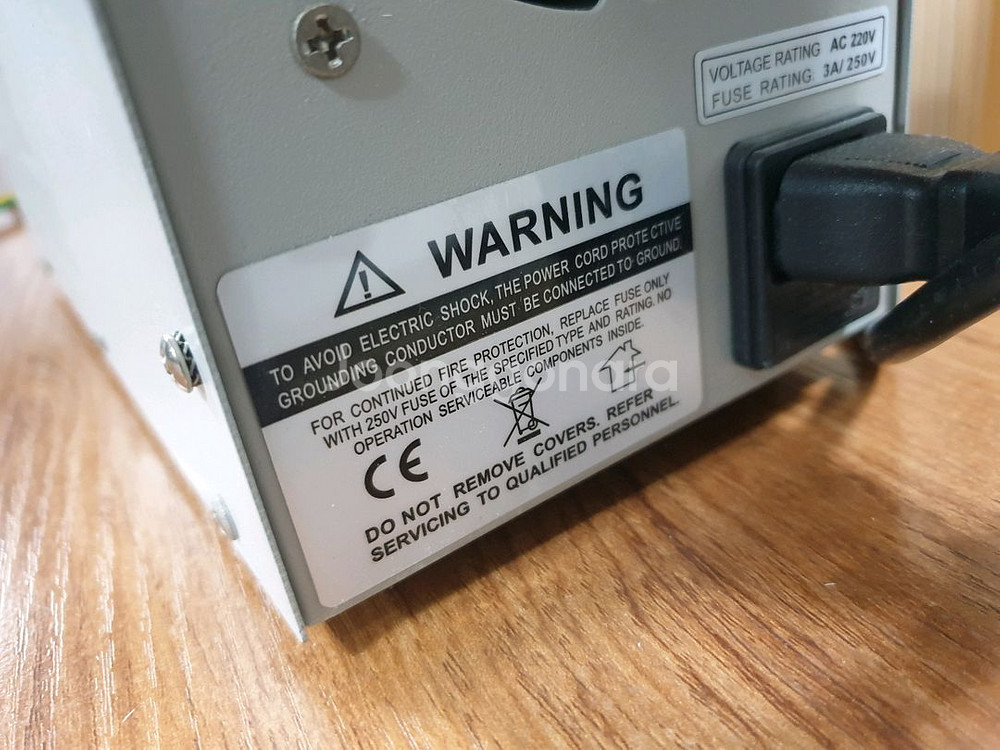 VOLTAGE RATING AC 220V
FUSE RATING. 3A/ 250V
WARNING
TO AVOID ELECTRIC SHOCK, THE POWER CORD PROTECTIVE
GROUNDING CONDUCTOR MUST BE CONNECTED TO GROUND.
FOR CONTINUED FIRE PROTECTION, REPLACE FUSE ONLY
WITH 250V FUSE OF THE SPECIFIED TYPE AND RATING. NO
OPERATION SERVICEABLE COMPONENTS INSIDE.
CE
DO NOT REMOVE COVERS. REFER
SERVICING TO QUALIFIED PERSONNEL.